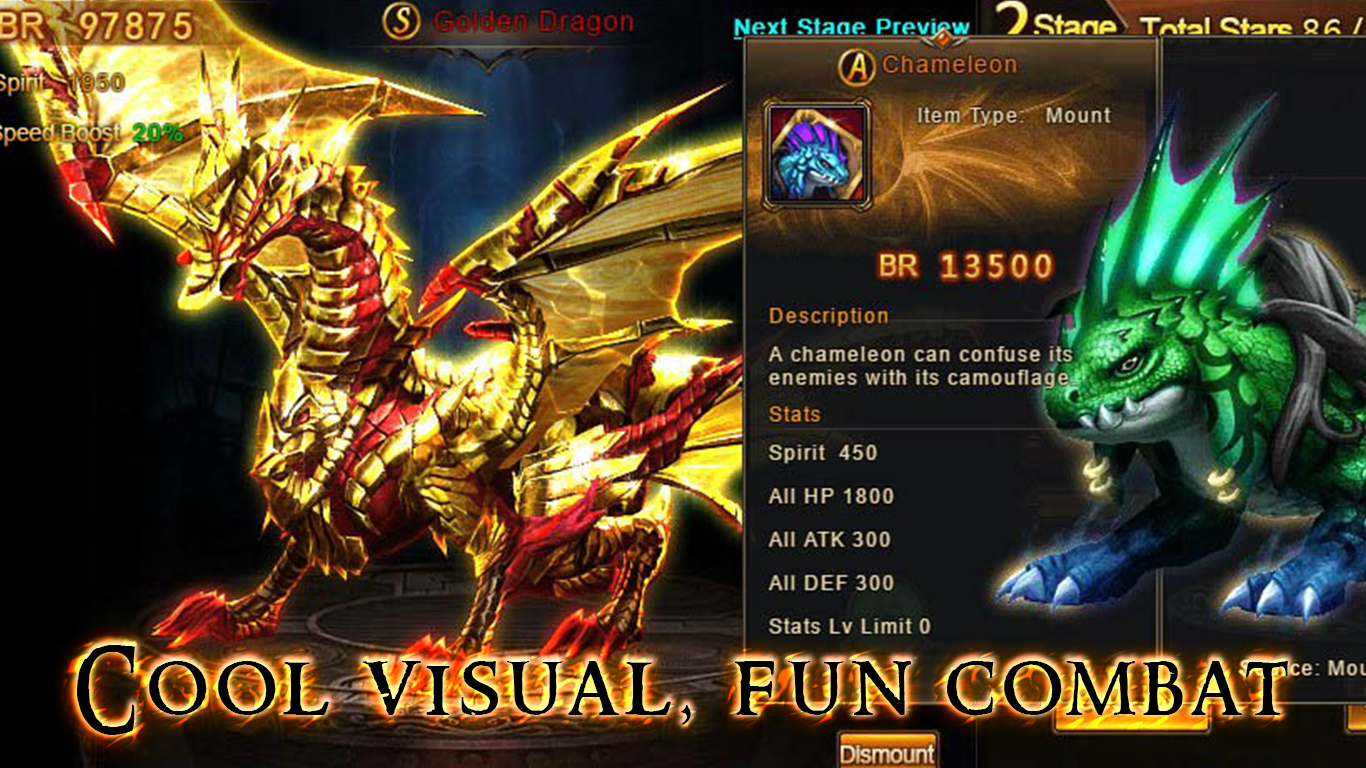 BR 97875
S Golden Dragon
Spirit 1950
Speed Boost 20%
Next Stage Preview
2 Stage Total Stars 86 /
A Chameleon
Item Type: Mount
BR 13500
Description
A chameleon can confuse its
enemies with its camouflage
Stats
Spirit 450
All HP 1800
All ATK 300
All DEF 300
Stats Lv Limit 0
Cool visual, fun combat
Dismount